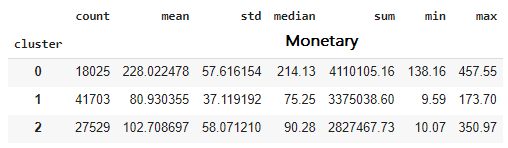 count mean std median sum min max
Monetary
cluster
0 18025 228.022478 57.616154 214.13 4110105.16 138.16 457.55
1 41703 80.930355 37.119192 75.25 3375038.60 9.59 173.70
2 27529 102.708697 58.071210 90.28 2827467.73 10.07 350.97